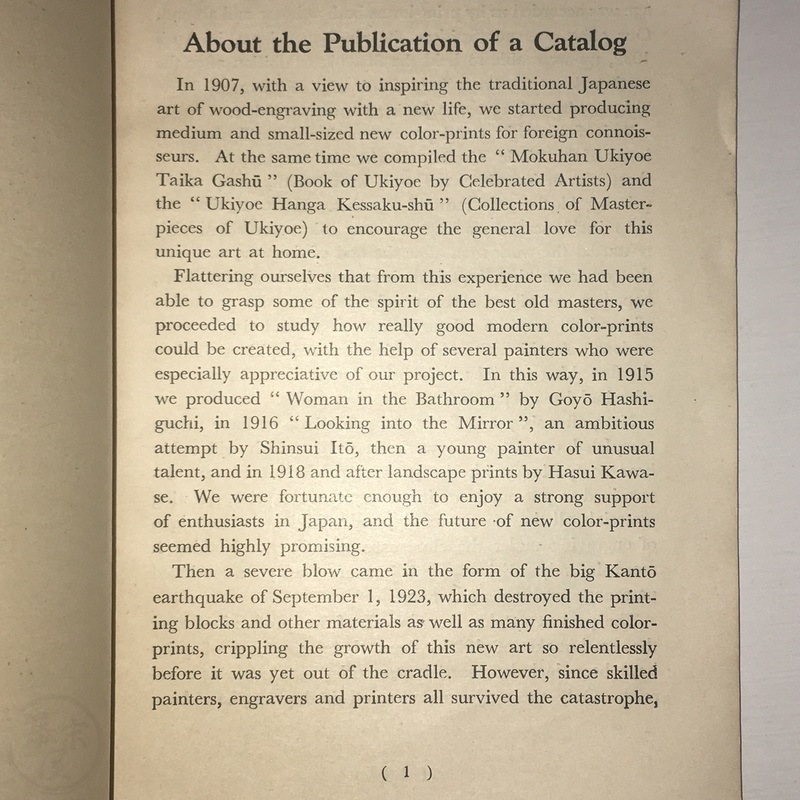 About the Publication of a Catalog
In 1907, with a view to inspiring the traditional Japanese
art of wood-engraving with a new life, we started producing
medium and small-sized new color-prints for foreign connois-
seurs. At the same time we compiled the “ Mokuhan Ukiyoe
Taika Gashū ” (Book of Ukiyoe by Celebrated Artists) and
the “ Ukiyoe Hanga Kessaku-shū ” (Collections of Master-
pieces of Ukiyoe) to encourage the general love for this
unique art at home.
Flattering ourselves that from this experience we had been
able to grasp some of the spirit of the best old masters, we
proceeded to study how really good modern color-prints
could be created, with the help of several painters who were
especially appreciative of our project. In this way, in 1915
we produced “ Woman in the Bathroom ” by Goyō Hashi-
guchi, in 1916 “ Looking into the Mirror ”, an ambitious
attempt by Shinsui Itō, then a young painter of unusual
talent, and in 1918 and after landscape prints by Hasui Kawa-
se. We were fortunate enough to enjoy a strong support
of enthusiasts in Japan, and the future of new color-prints
seemed highly promising.
Then a severe blow came in the form of the big Kantō
earthquake of September 1, 1923, which destroyed the print-
ing blocks and other materials as well as many finished color-
prints, crippling the growth of this new art so relentlessly
before it was yet out of the cradle. However, since skilled
painters, engravers and printers all survived the catastrophe,
( 1 )